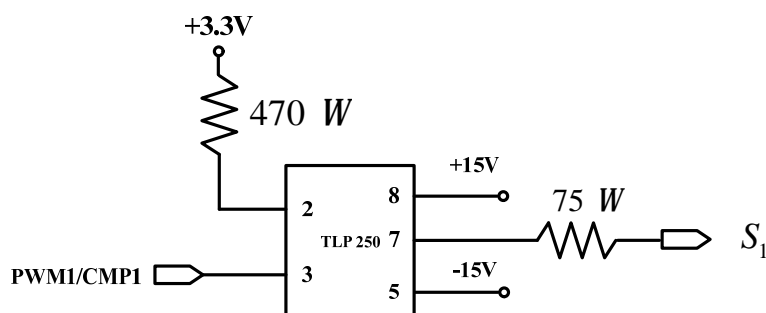 +3.3V
470 W
+15V
8
75 W
2
TLP 250 7
S1
PWM1/CMP1
3
-15V
5